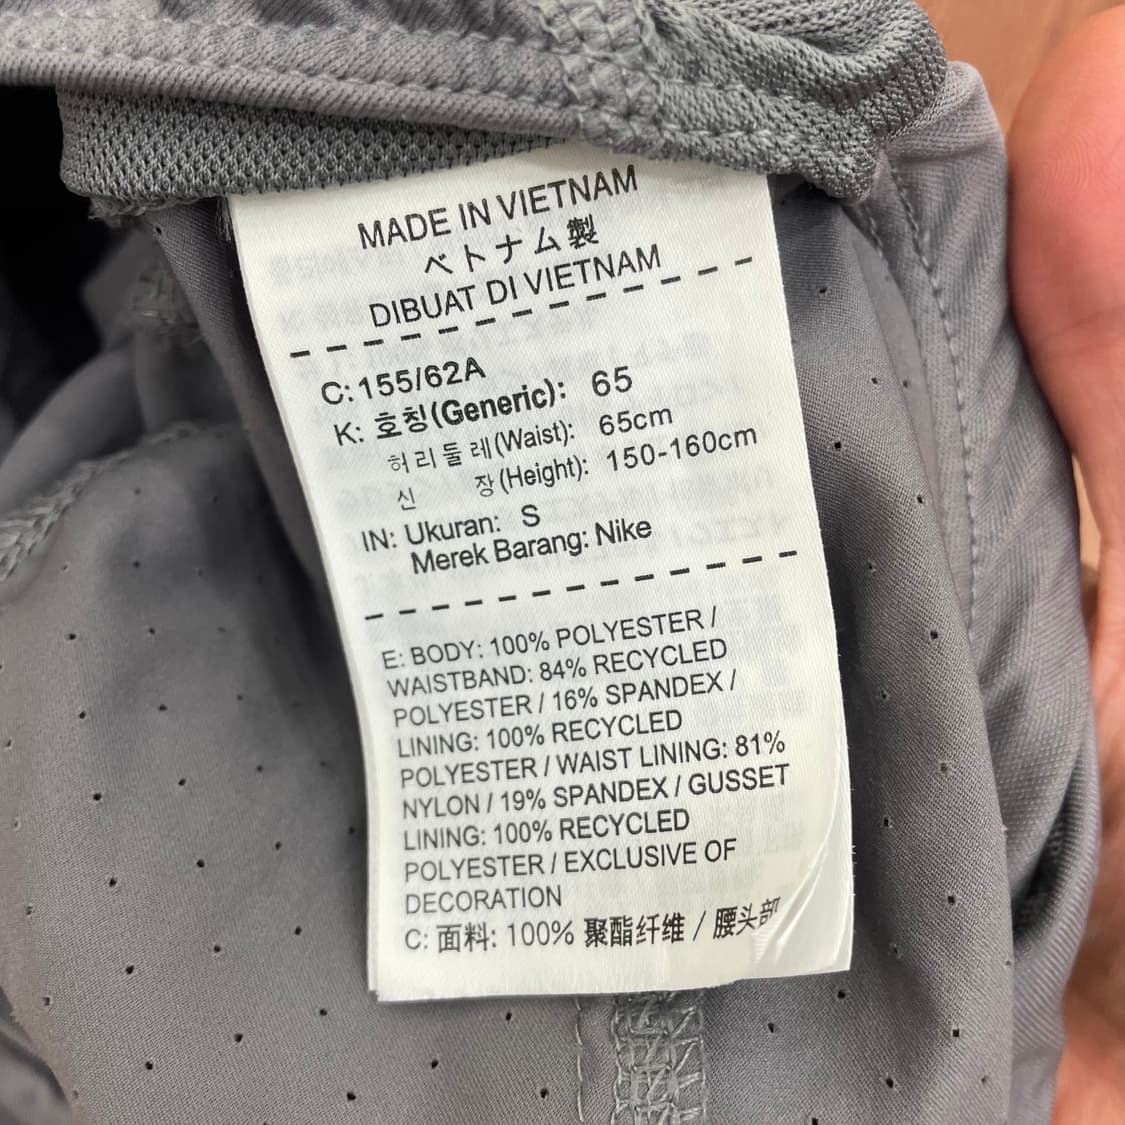 MADE IN VIETNAM
ベトナム製
DIBUAT DI VIETNAM
C: 155/62A
K: 호칭(Generic): 65
허리둘레(Waist): 65cm
신 장(Height): 150-160cm
IN: Ukuran: S
Merek Barang: Nike
E: BODY: 100% POLYESTER /
WAISTBAND: 84% RECYCLED
POLYESTER / 16% SPANDEX /
LINING: 100% RECYCLED
POLYESTER / WAIST LINING: 81%
NYLON / 19% SPANDEX / GUSSET
LINING: 100% RECYCLED
POLYESTER / EXCLUSIVE OF
DECORATION
C: 面料: 100% 聚酯纤维 / 腰头部